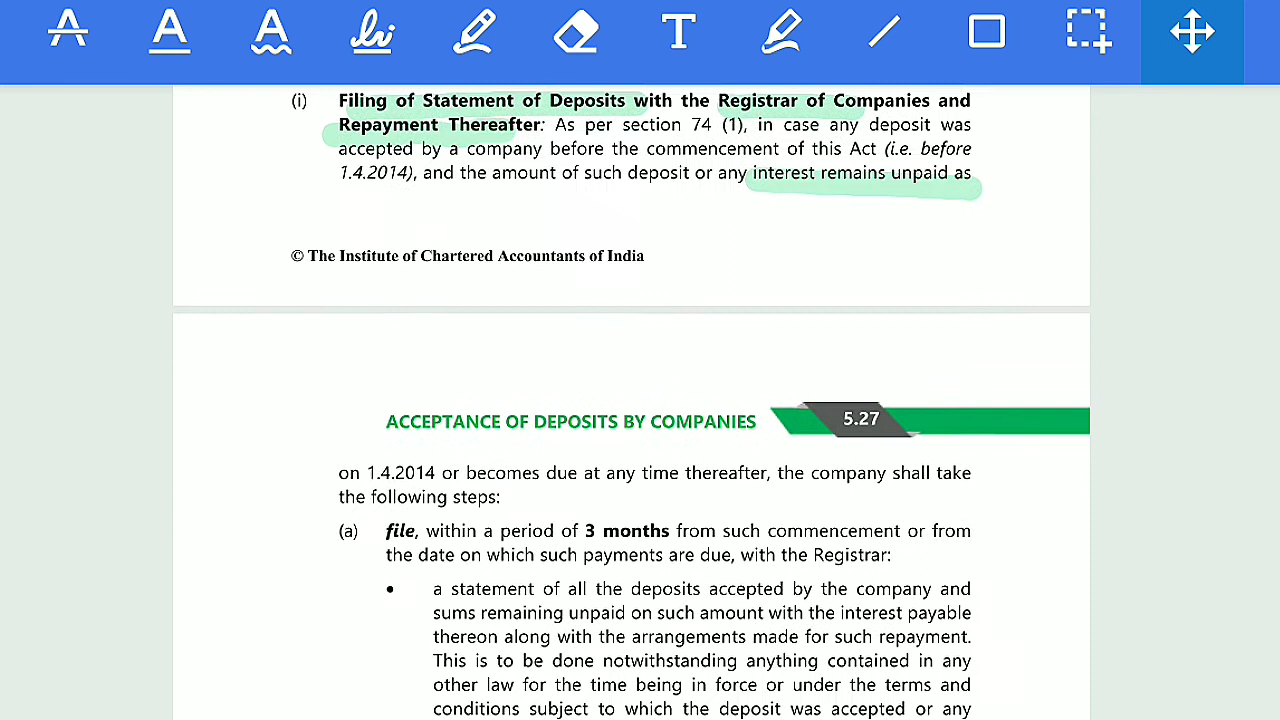 (i) Filing of Statement of Deposits with the Registrar of Companies and
Repayment Thereafter: As per section 74 (1), in case any deposit was
accepted by a company before the commencement of this Act (i.e. before
1.4.2014), and the amount of such deposit or any interest remains unpaid as
© The Institute of Chartered Accountants of India
ACCEPTANCE OF DEPOSITS BY COMPANIES 5.27
on 1.4.2014 or becomes due at any time thereafter, the company shall take
the following steps:
(a) file, within a period of 3 months from such commencement or from
the date on which such payments are due, with the Registrar:
• a statement of all the deposits accepted by the company and
sums remaining unpaid on such amount with the interest payable
thereon along with the arrangements made for such repayment.
This is to be done notwithstanding anything contained in any
other law for the time being in force or under the terms and
conditions subject to which the deposit was accepted or any